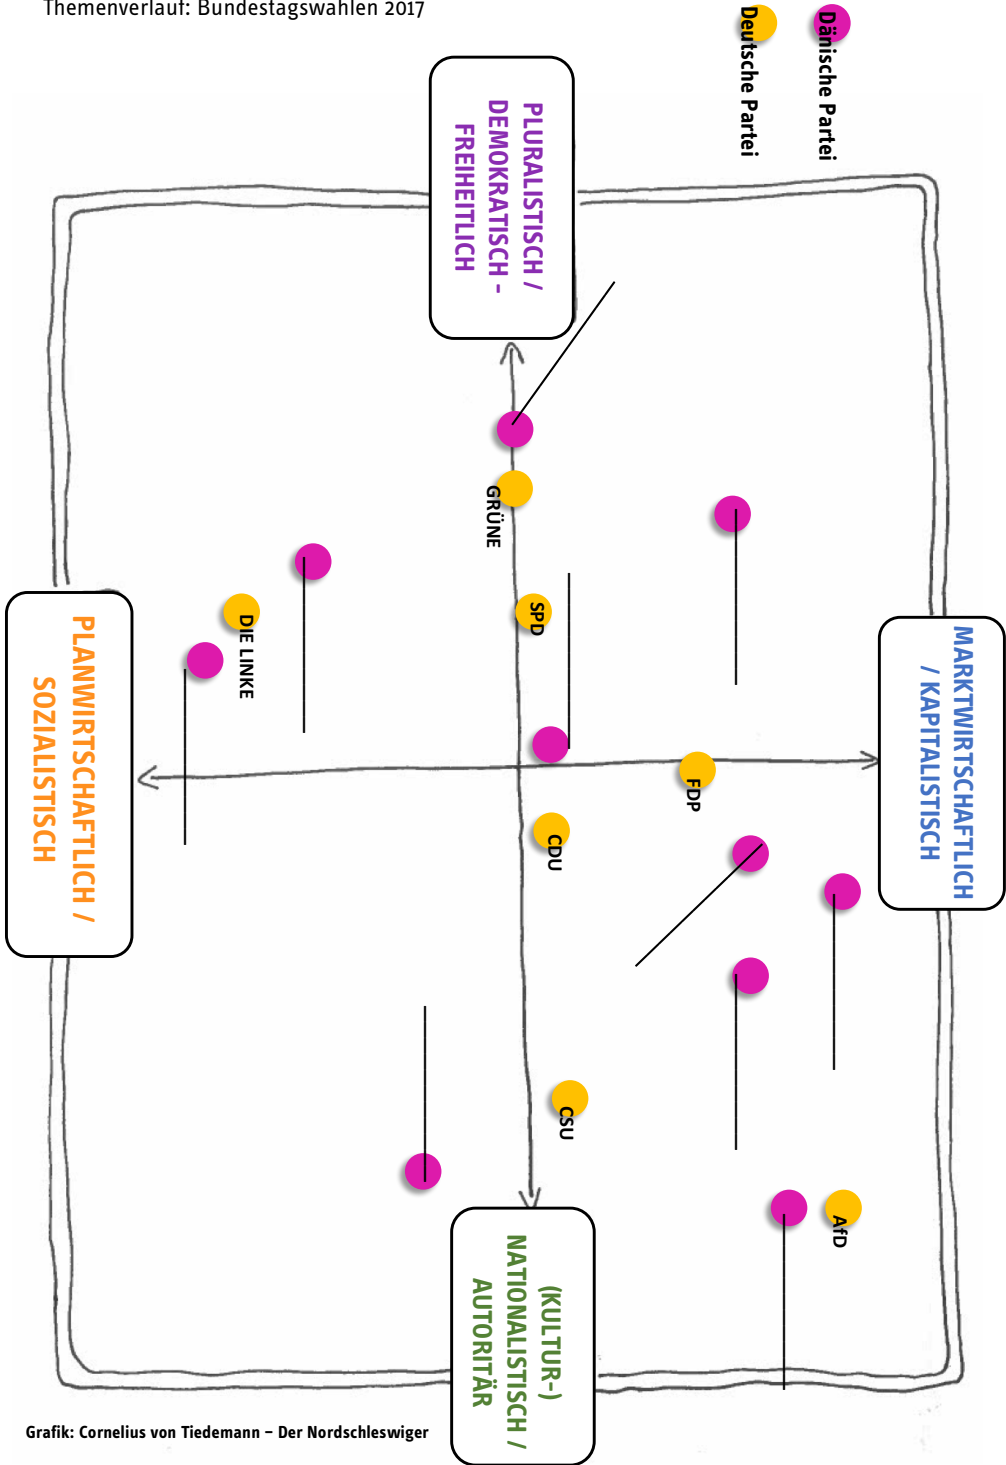 Themenverlauf: Bundestagswahlen 2017
Dänische Partei
Deutsche Partei
PLURALISTISCH /
DEMOKRATISCH –
FREIHEITLICH
MARKTWIRTSCHAFTLICH
/ KAPITALISTISCH
PLANWIRTSCHAFTLICH /
SOZIALISTISCH
(KULTUR-)
NATIONALISTISCH /
AUTORITÄR
GRÜNE
SPD
DIE LINKE
FDP
CDU
CSU
AfD
Grafik: Cornelius von Tiedemann – Der Nordschleswiger